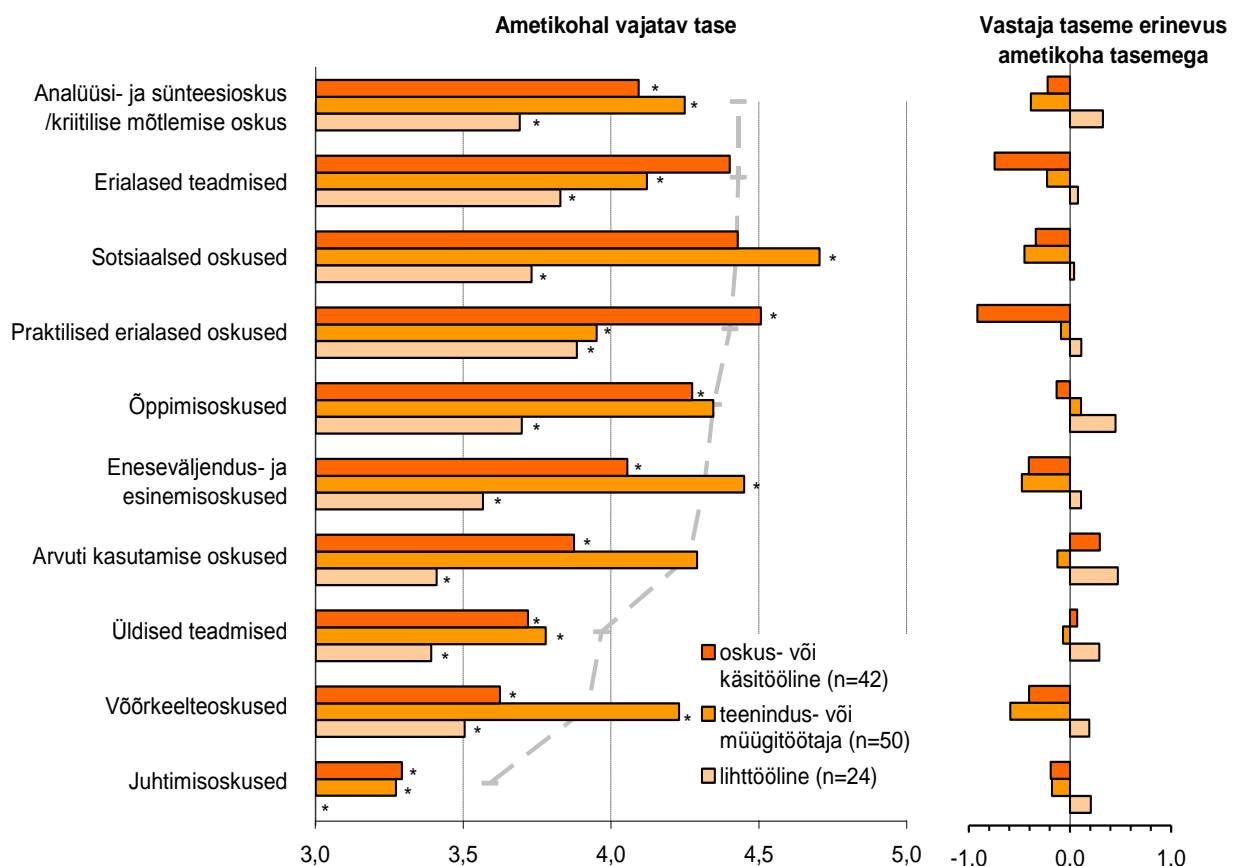 Ametikohal vajatav tase
Vastaja taseme erinevus
ametikoha tasemega
Analüüsi- ja sünteesioskus
/kriitilise mõtlemise oskus
* * *
Erialased teadmised
* *
Sotsiaalsed oskused
* *
Praktilised erialased oskused
* * *
Õppimisoskused
* *
Eneseväljendus- ja
esinemisoskused
* * *
Arvuti kasutamise oskused
* *
Üldised teadmised
* * *
Võõrkeelteoskused
* * *
Juhtimisoskused
* * *
oskus- või
käsitööline (n=42)
teenindus- või
müügitöötaja (n=50)
lihttööline (n=24)
3,0 3,5 4,0 4,5 5,0
-1,0 0,0 1,0